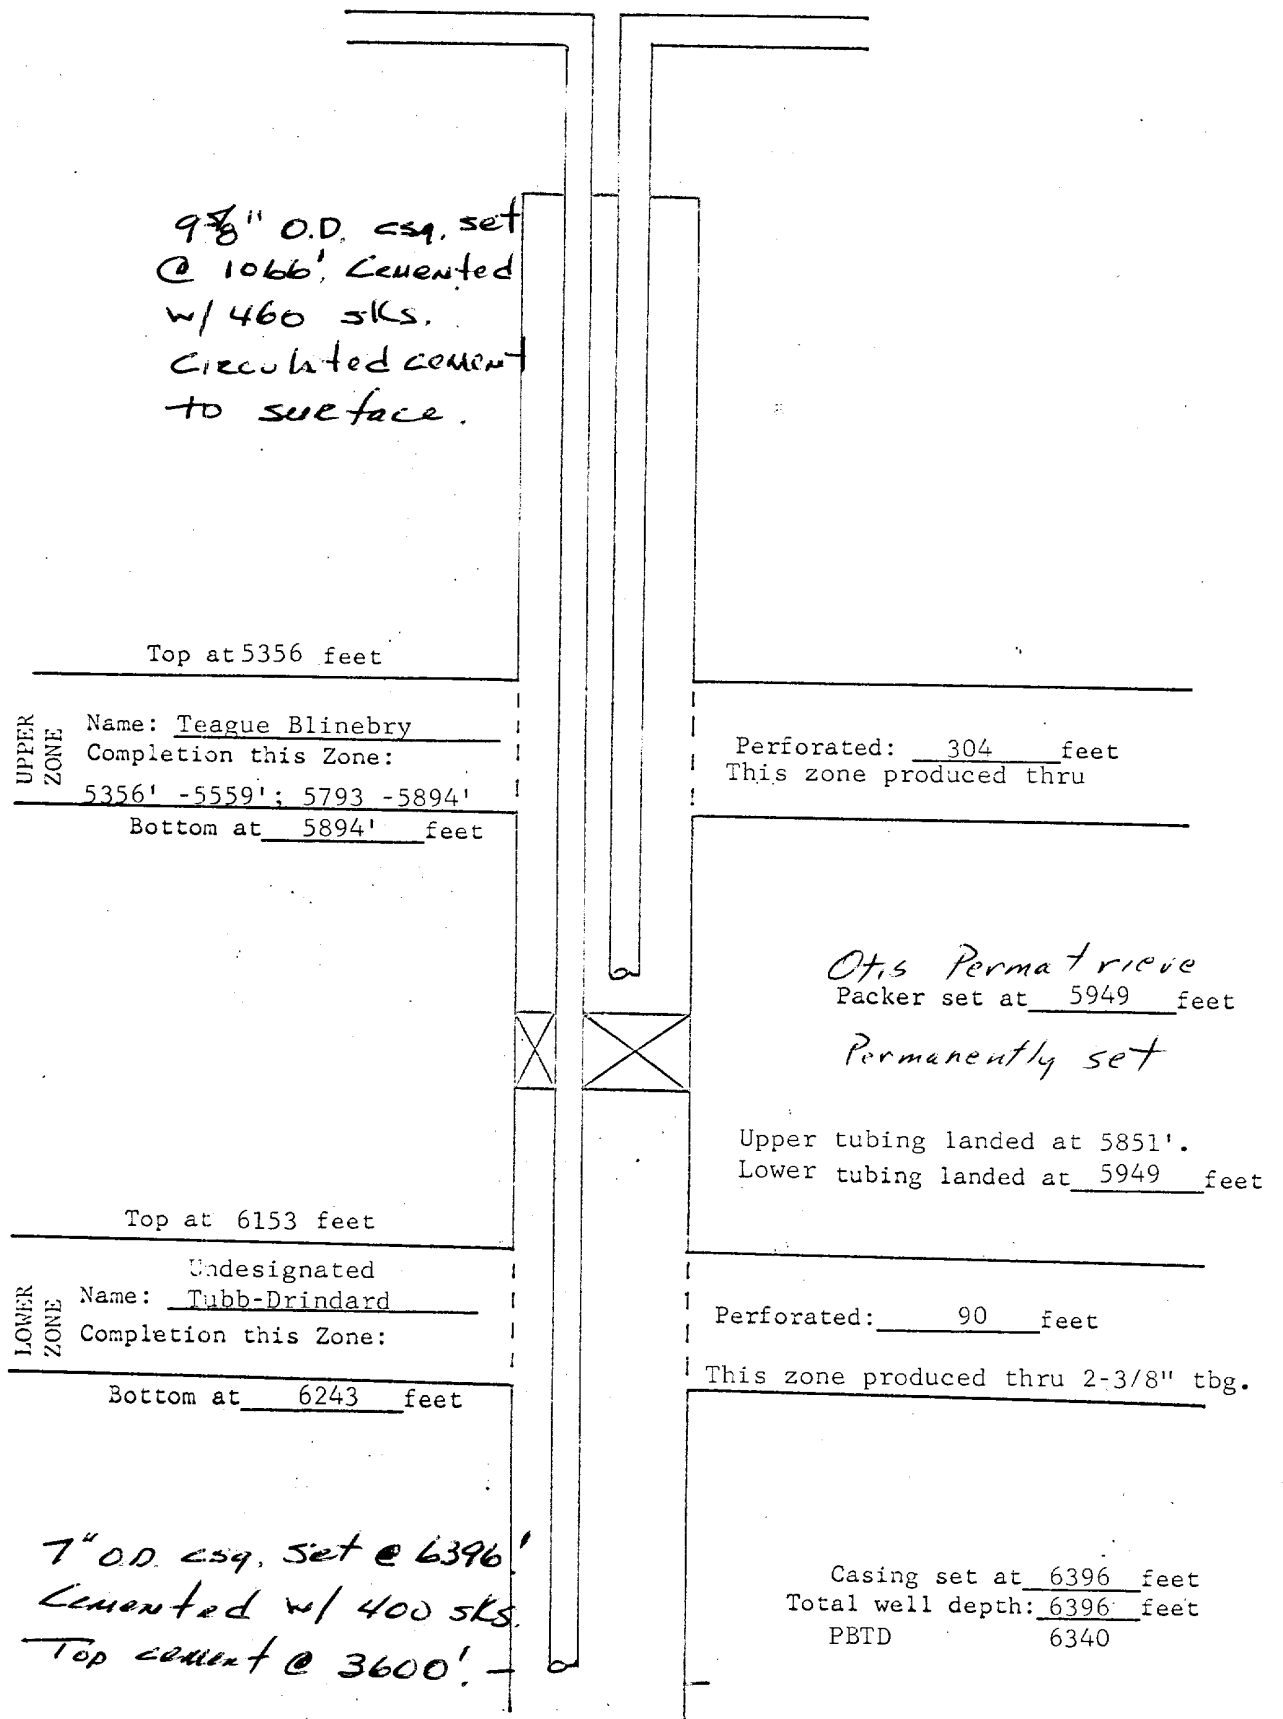 9 5/8" O.D. csg. set
@ 1066', Cemented
w/ 460 sks.
Circulated cement
to surface.
Top at 5356 feet
UPPER
ZONE
Name: Teague Blinebry
Completion this Zone:
5356' -5559'; 5793 -5894'
Bottom at 5894' feet
Perforated: 304 feet
This zone produced thru
Otis Permatrieve
Packer set at 5949 feet
Permanently set
Upper tubing landed at 5851'.
Lower tubing landed at 5949 feet
Top at 6153 feet
LOWER
ZONE
Undesignated
Name: Tubb-Drindard
Completion this Zone:
Bottom at 6243 feet
Perforated: 90 feet
This zone produced thru 2-3/8" tbg.
7" O.D. csg. set @ 6396'
Cemented w/ 400 sks.
Top cement @ 3600'.
Casing set at 6396 feet
Total well depth: 6396 feet
PBTD 6340